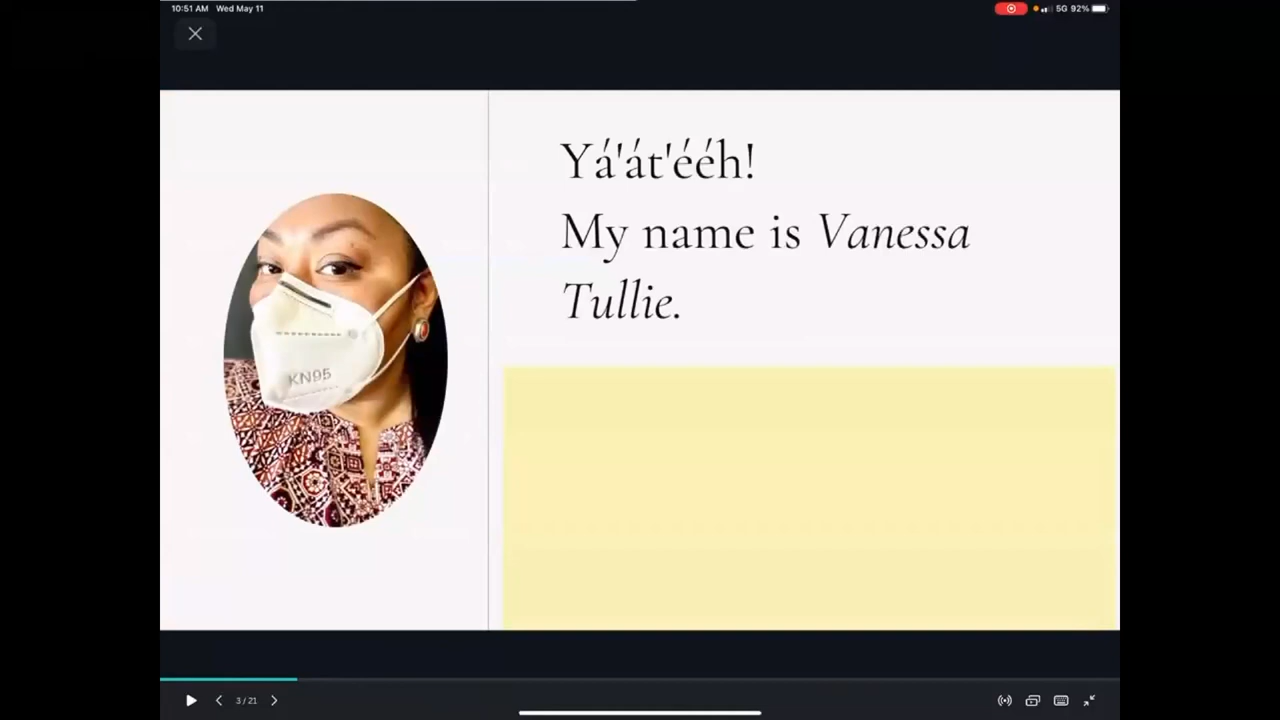 10:51 AM Wed May 11
5G 92%
Yá'át'ééh!
My name is Vanessa
Tullie.
KN95
3 / 21